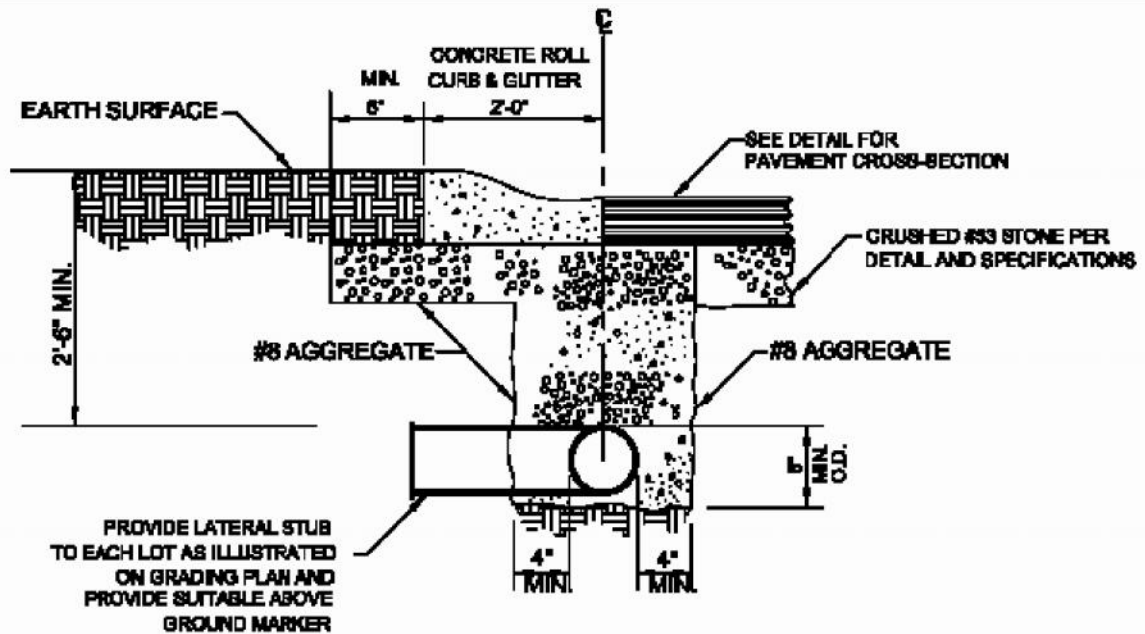 ℄
CONCRETE ROLL
CURB & GUTTER
2'-0"
MIN.
6"
EARTH SURFACE
SEE DETAIL FOR
PAVEMENT CROSS-SECTION
CRUSHED #53 STONE PER
DETAIL AND SPECIFICATIONS
2'-6" MIN.
#8 AGGREGATE
#8 AGGREGATE
MIN.
O.D.
PROVIDE LATERAL STUB
TO EACH LOT AS ILLUSTRATED
ON GRADING PLAN AND
PROVIDE SUITABLE ABOVE
GROUND MARKER
4"
MIN.
4"
MIN.